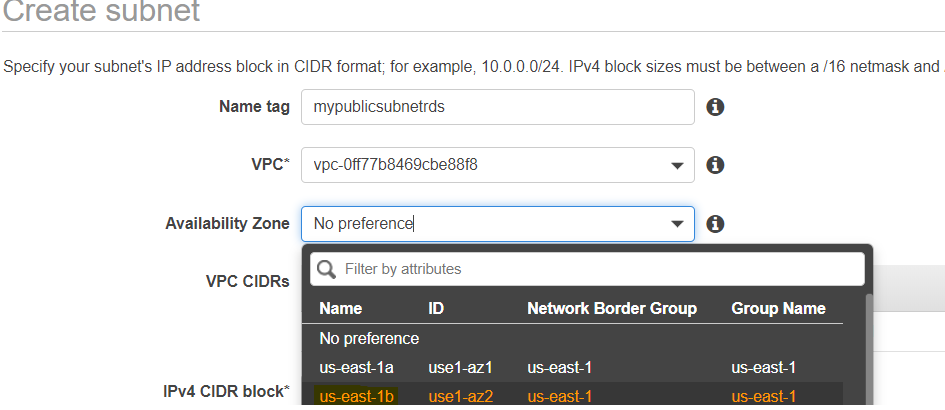 Create subnet
Specify your subnet's IP address block in CIDR format; for example, 10.0.0.0/24. IPv4 block sizes must be between a /16 netmask and
Name tag mypublicsubnetrds
VPC* vpc-0ff77b8469cbe88f8
Availability Zone No preference
Filter by attributes
VPC CIDRs
Name ID Network Border Group Group Name
No preference
us-east-1a use1-az1 us-east-1 us-east-1
IPv4 CIDR block* us-east-1b use1-az2 us-east-1 us-east-1